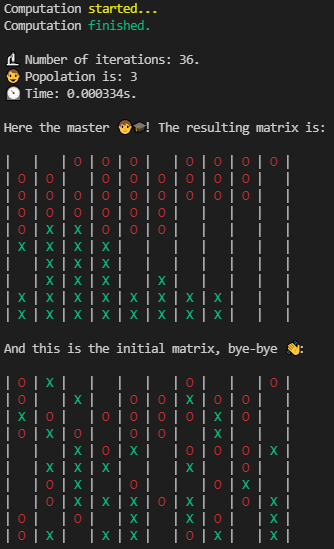 Computation started...
Computation finished.
🔬 Number of iterations: 36.
👨 Popolation is: 3
⏱ Time: 0.000334s.
Here the master 👨‍🎓! The resulting matrix is:
|   |   | O | O | O |   | O | O | O | O |
| O | O |   | O | O | O | O | O | O |   |
| O | O | O | O | O | O | O | O | O |   |
| O | O | O | O | O | O |   |   |   |   |
| O | X | X | O | O | O |   |   |   |   |
| X | X | X | X |   |   |   |   |   |   |
|   | X | X | X |   |   |   |   |   |   |
|   | X | X | X |   | X |   |   |   |   |
| X | X | X | X | X | X | X | X |   |   |
| X | X | X | X | X | X | X | X |   |   |
And this is the initial matrix, bye-bye 👋:
| O | X |   |   |   |   | O |   |   | O |
| O |   | X |   | O | O | X | O | O |   |
| X | O |   | O | O | O | O | X | O |   |
| O | X | O |   | O | O |   | X |   |   |
|   |   | X | O | X |   | O | O | O | X |
|   | X | X | X |   |   | X |   | O |   |
|   | O | X |   | O |   |   | O | X |   |
|   | O | X | X | X | O | X |   | O | X |
| O |   | O |   | X |   | X | O |   | X |
| O | X |   | X | X |   | X | O |   | X |